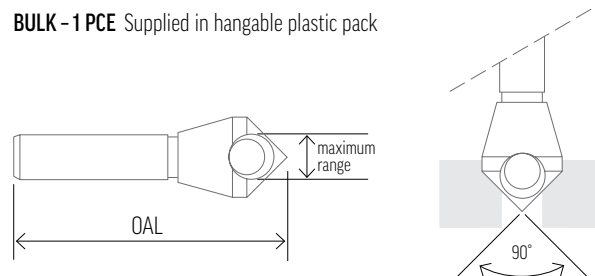 BULK – 1 PCE Supplied in hangable plastic pack
maximum
range
OAL
90°